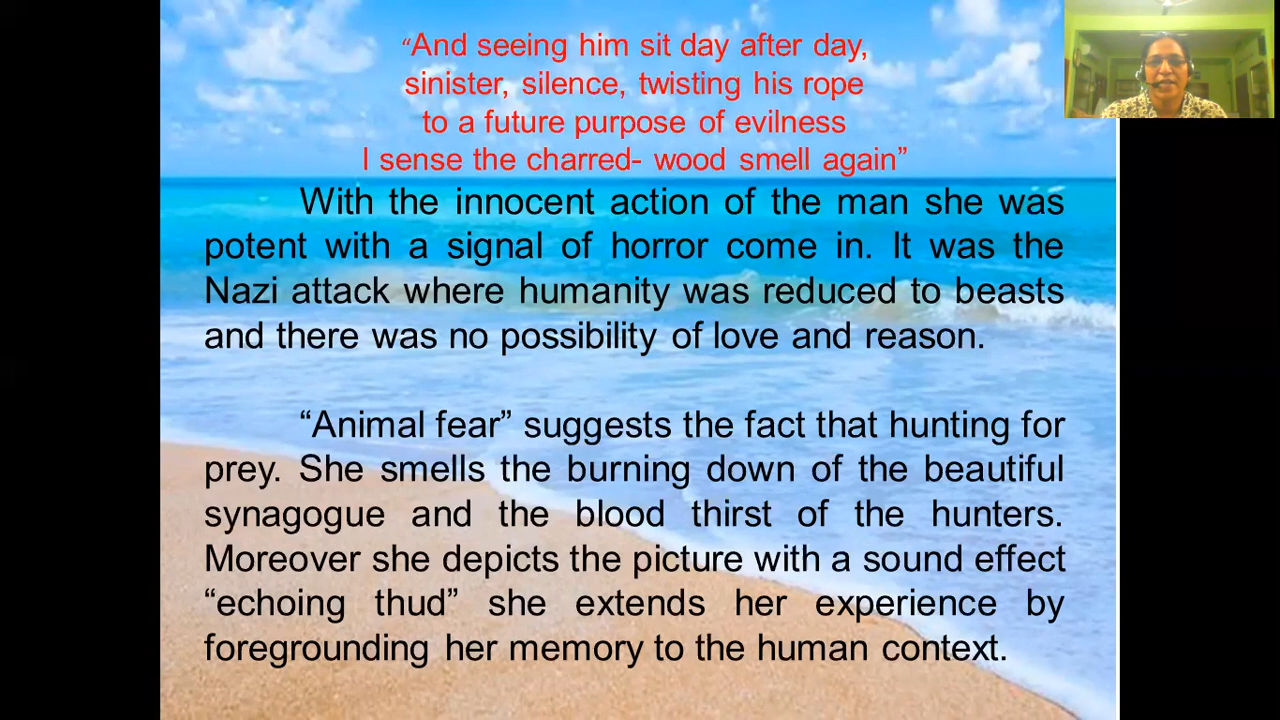 “And seeing him sit day after day,
sinister, silence, twisting his rope
to a future purpose of evilness
I sense the charred- wood smell again”
With the innocent action of the man she was
potent with a signal of horror come in. It was the
Nazi attack where humanity was reduced to beasts
and there was no possibility of love and reason.
“Animal fear” suggests the fact that hunting for
prey. She smells the burning down of the beautiful
synagogue and the blood thirst of the hunters.
Moreover she depicts the picture with a sound effect
“echoing thud” she extends her experience by
foregrounding her memory to the human context.